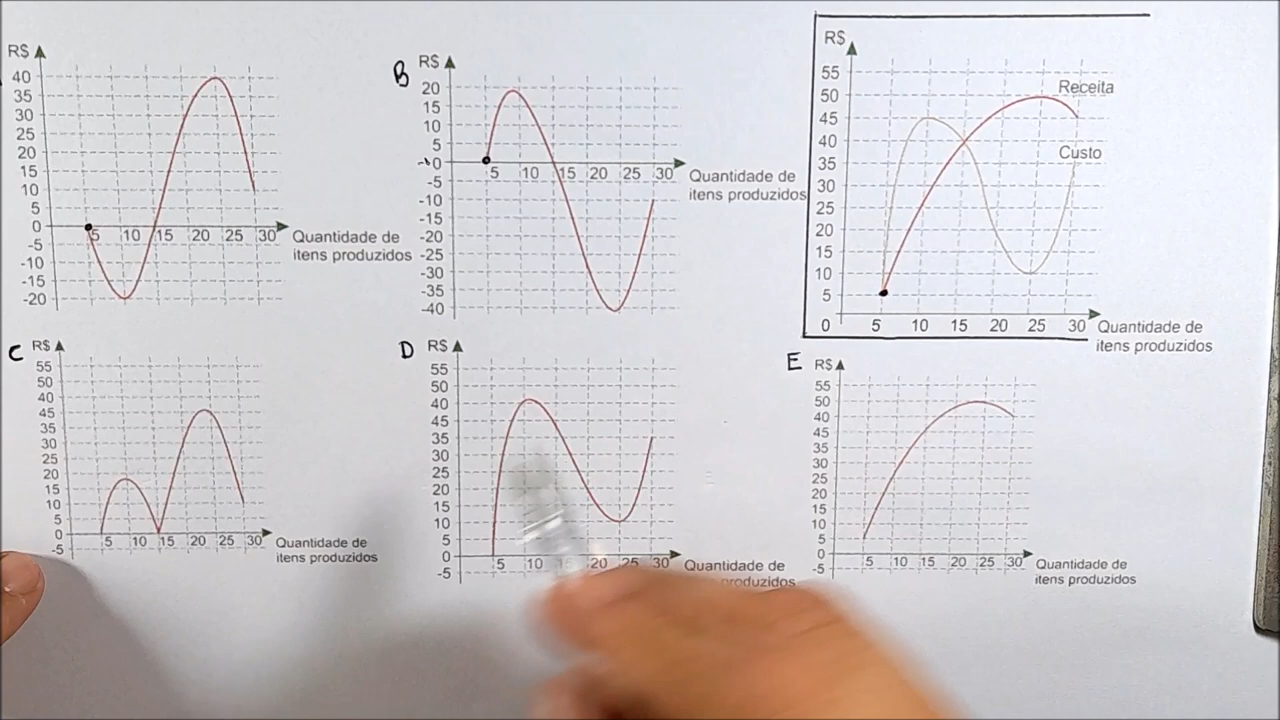 R$
40
35
30
25
20
15
10
5
0
-5
-10
-15
-20
5 10 15 20 25 30
Quantidade de
itens produzidos
B
R$
20
15
10
5
0
-5
-10
-15
-20
-25
-30
-35
-40
5 10 15 20 25 30
Quantidade de
itens produzidos
R$
55
50
45
40
35
30
25
20
15
10
5
0 5 10 15 20 25 30
Receita
Custo
Quantidade de
itens produzidos
C
R$
55
50
45
40
35
30
25
20
15
10
5
0
-5
5 10 15 20 25 30
Quantidade de
itens produzidos
D
R$
55
50
40
45
35
30
25
20
15
10
5
0
-5
5 10 15 20 25 30
Quantidade de
produzidos
E
R$
55
50
40
45
35
30
25
20
15
10
5
0
-5
5 10 15 20 25 30
Quantidade de
itens produzidos